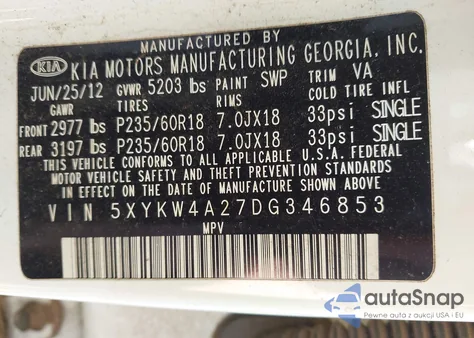 MANUFACTURED BY
KIA KIA MOTORS MANUFACTURING GEORGIA, INC.
JUN/25/12 GVWR 5203 lbs PAINT SWP TRIM VA
GAWR TIRES RIMS COLD TIRE INFL
FRONT 2977 lbs P235/60R18 7.0JX18 33psi SINGLE
REAR 3197 lbs P235/60R18 7.0JX18 33psi SINGLE
THIS VEHICLE CONFORMS TO ALL APPLICABLE U.S.A. FEDERAL
MOTOR VEHICLE SAFETY AND THEFT PREVENTION STANDARDS
IN EFFECT ON THE DATE OF MANUFACTURE SHOWN ABOVE.
VIN 5XYKW4A27DG346853
MPV
autoSnap
Pewne auta z aukcji USA i EU